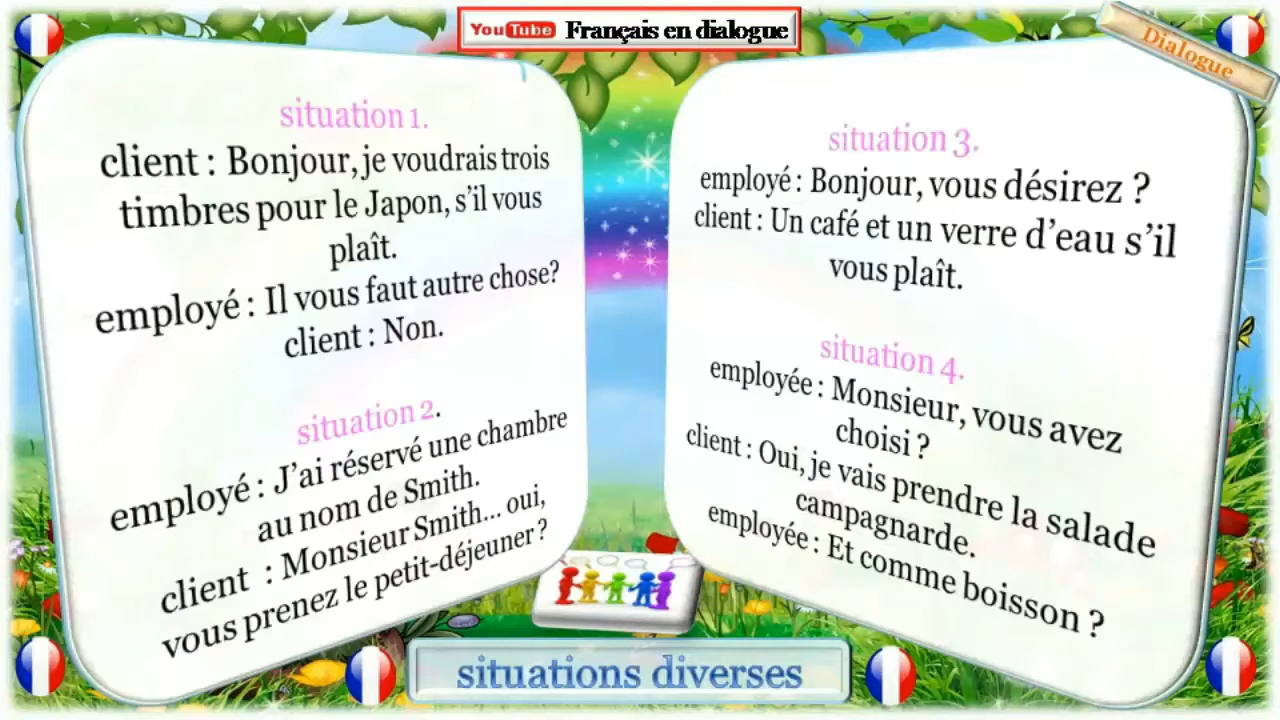 YouTube Français en dialogue
Dialogue
situation 1.
client : Bonjour, je voudrais trois
timbres pour le Japon, s'il vous
plaît.
employé : Il vous faut autre chose?
client : Non.
situation 2.
employé : J'ai réservé une chambre
au nom de Smith.
client : Monsieur Smith... oui,
vous prenez le petit-déjeuner ?
situation 3.
employé : Bonjour, vous désirez ?
client : Un café et un verre d'eau s'il
vous plaît.
situation 4.
employée : Monsieur, vous avez
choisi ?
client : Oui, je vais prendre la salade
campagnarde.
employée : Et comme boisson ?
situations diverses